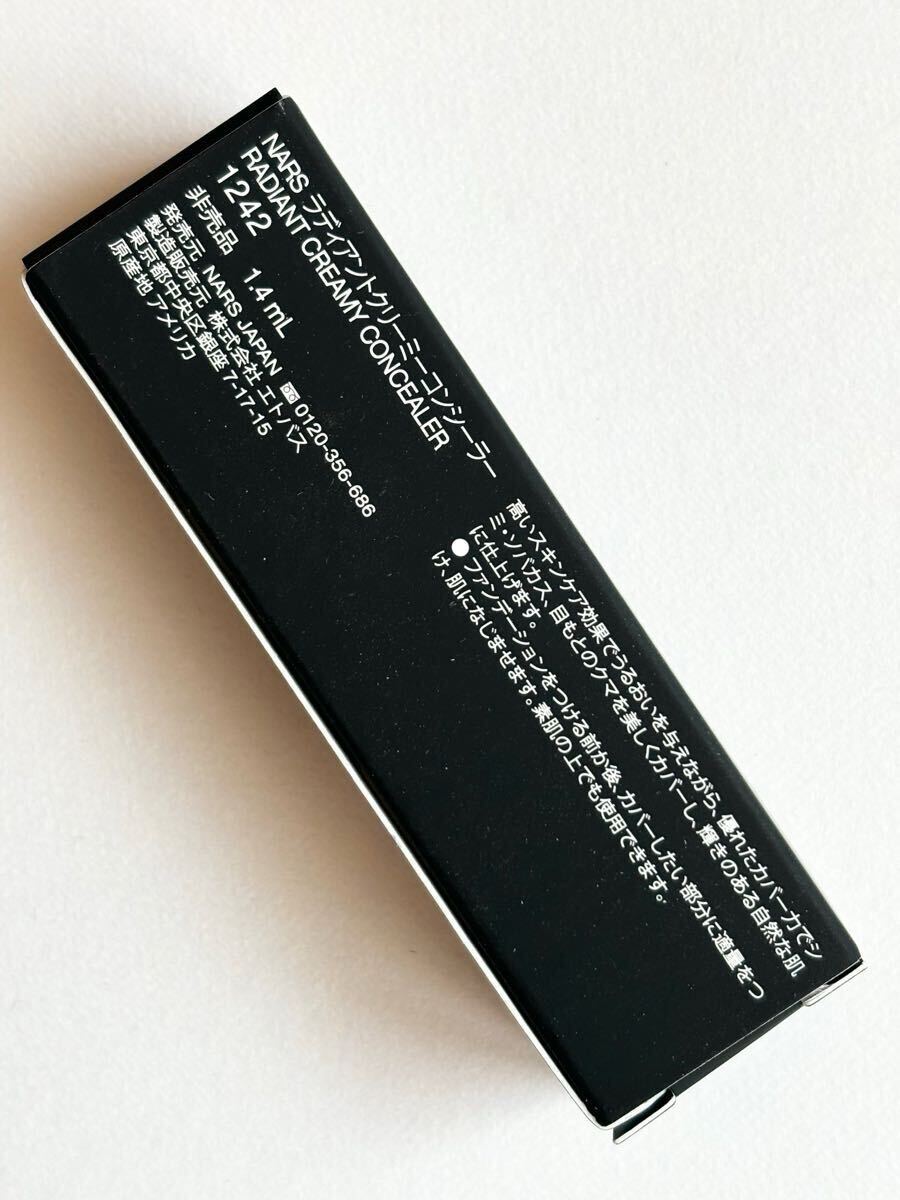 NARS ラディアントクリーミーコンシーラー
RADIANT CREAMY CONCEALER
1242
非売品 1.4 mL
発売元 NARS JAPAN 0120-356-686
製造販売元 株式会社 エトバス
東京都中央区銀座 7-17-15
原産地 アメリカ
高いスキンケア効果でうるおいを与えながら、優れたカバー力でシ
ミ・ソバカス、目もとのクマを美しくカバーし、輝きのある自然な肌
に仕上げます。
●ファンデーションをつける前か後、カバーしたい部分に適量をつ
け、肌になじませます。素肌の上でも使用できます。